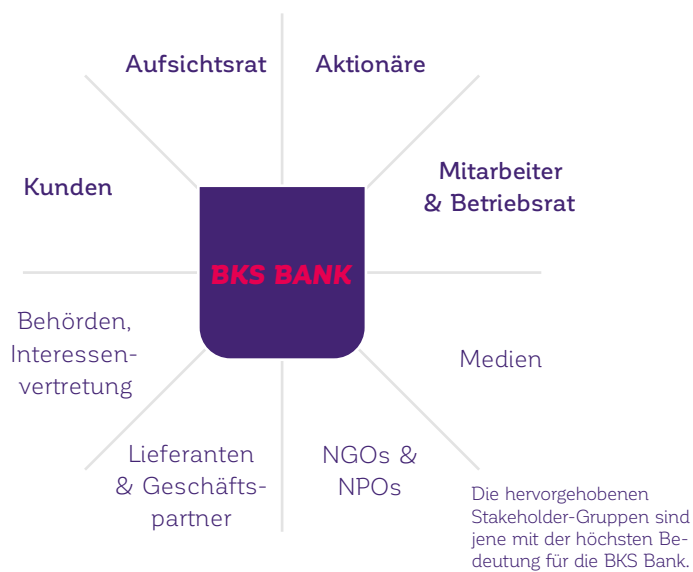 Aufsichtsrat
Aktionäre
Kunden
Mitarbeiter
& Betriebsrat
BKS BANK
Behörden,
Interessen-
vertretung
Medien
Lieferanten
& Geschäfts-
partner
NGOs &
NPOs
Die hervorgehobenen
Stakeholder-Gruppen sind
jene mit der höchsten Be-
deutung für die BKS Bank.